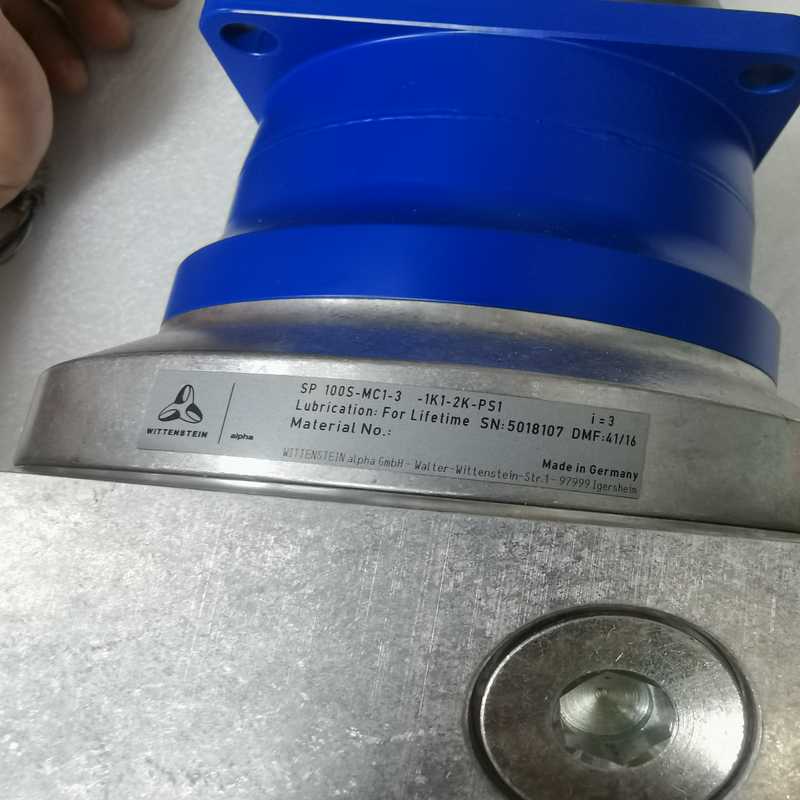 SP 100S-MC1-3 -1K1-2K-PS1 i = 3
Lubrication: For Lifetime SN: 5018107 DMF: 41/16
Material No.:
WITTENSTEIN alpha
Made in Germany
WITTENSTEIN alpha GmbH - Walter-Wittenstein-Str.1 - 97999 Igersheim